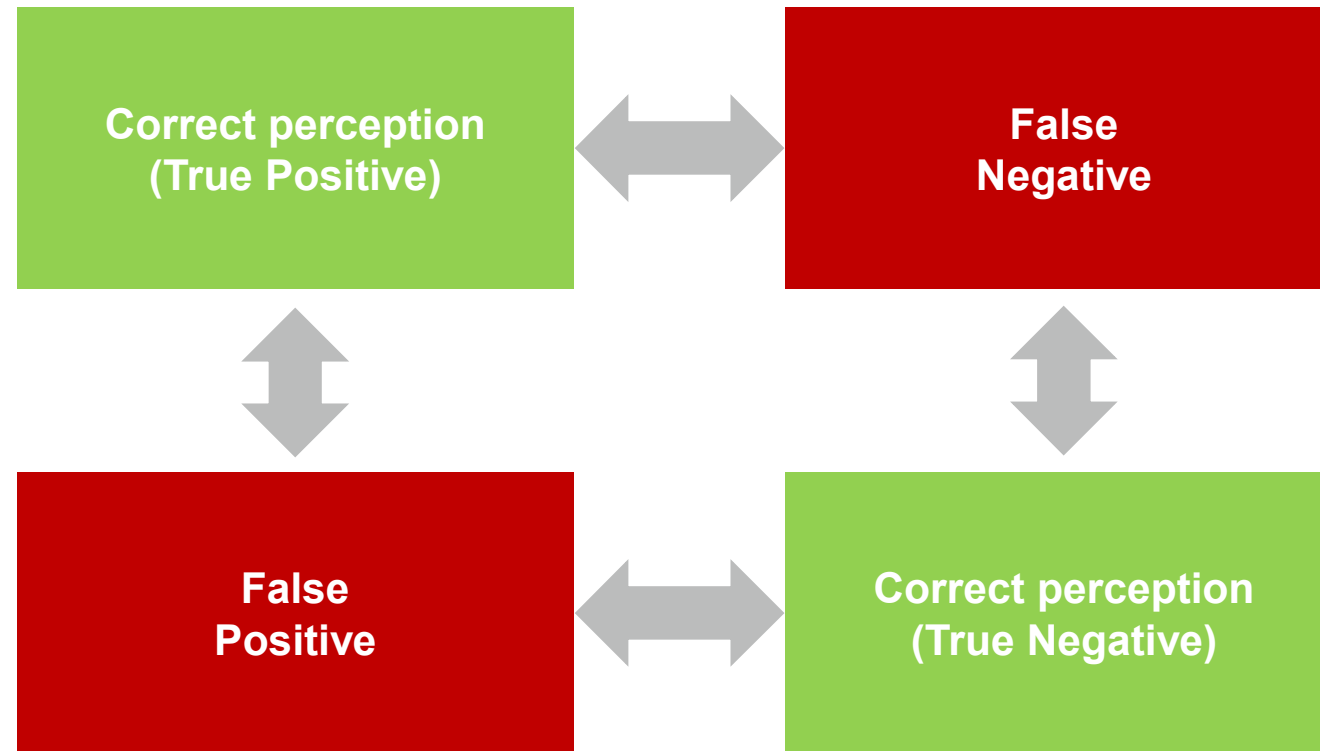 Correct perception
(True Positive)
False
Negative
False
Positive
Correct perception
(True Negative)